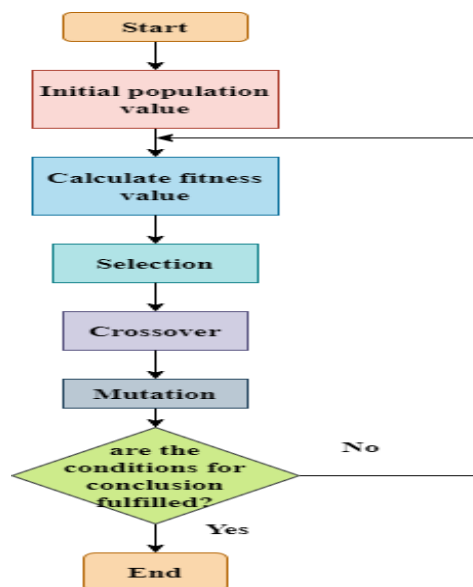 Start
Initial population
value
Calculate fitness
value
Selection
Crossover
Mutation
are the
conditions for
conclusion
fulfilled?
No
Yes
End